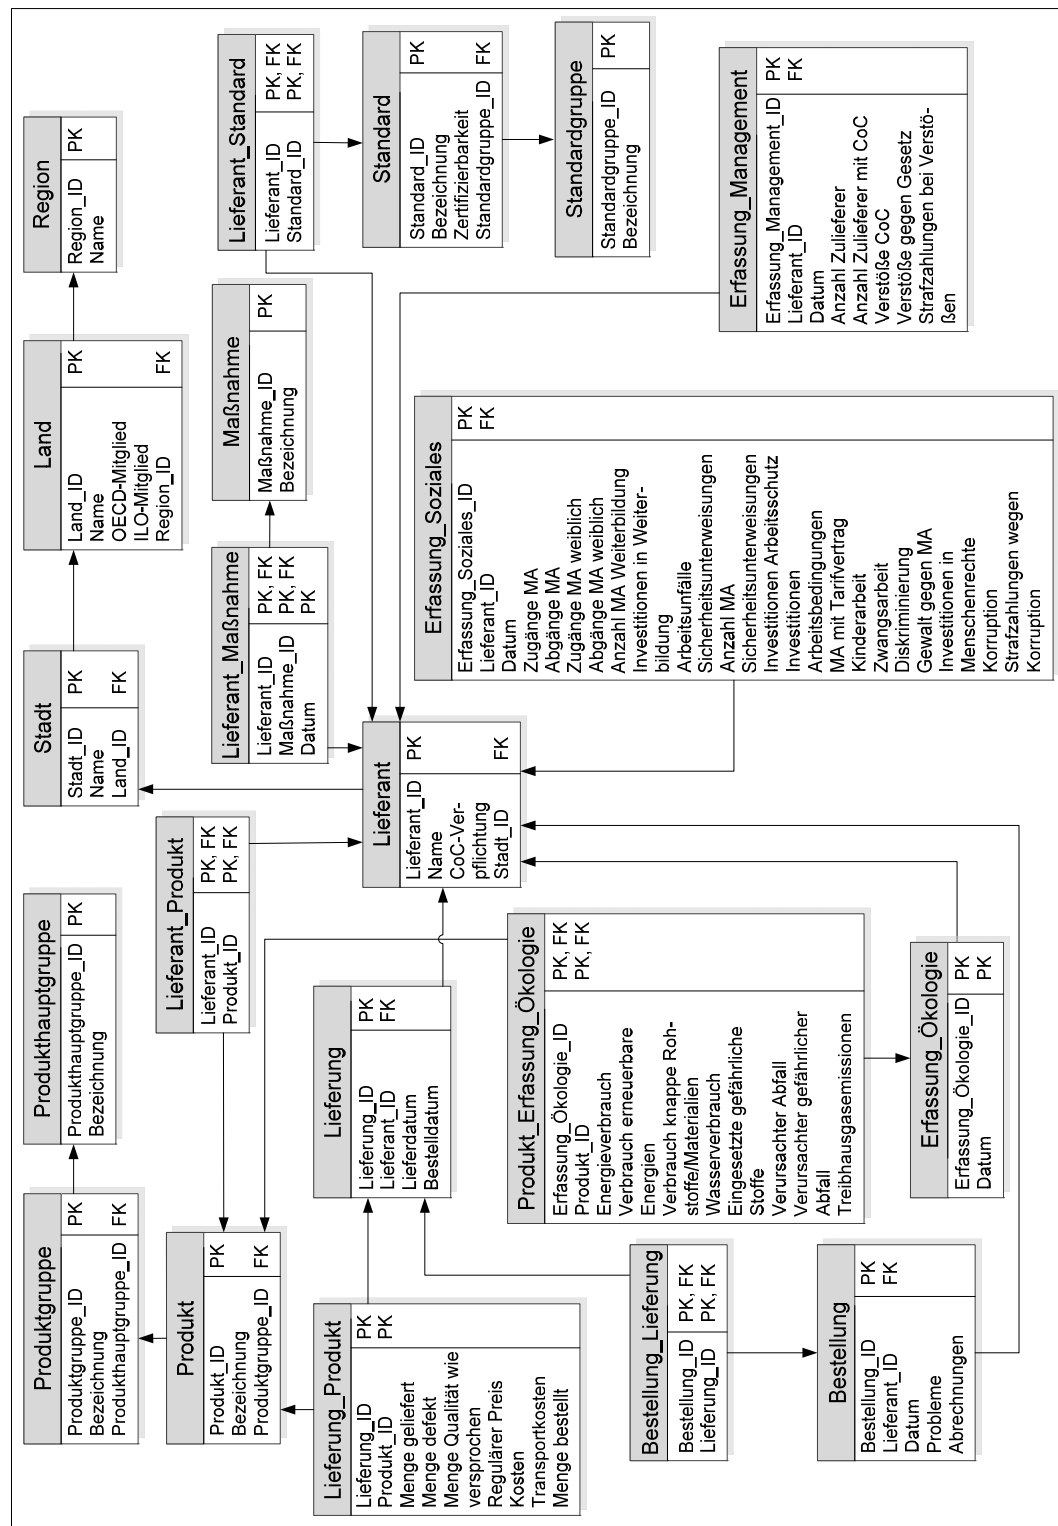 Produktgruppe
Produktgruppe_ID PK
Bezeichnung
Produkthauptgruppe_ID FK
Produkthauptgruppe
Produkthauptgruppe_ID PK
Bezeichnung
Stadt
Stadt_ID PK
Name
Land_ID FK
Land
Land_ID PK
Name
OECD-Mitglied
ILO-Mitglied
Region_ID FK
Region
Region_ID PK
Name
Produkt
Produkt_ID PK
Bezeichnung
Produktgruppe_ID FK
Lieferant_Produkt
Lieferant_ID PK, FK
Produkt_ID PK, FK
Lieferant_Maßnahme
Lieferant_ID PK, FK
Maßnahme_ID PK, FK
Datum PK
Maßnahme
Maßnahme_ID PK
Bezeichnung
Lieferant_Standard
Lieferant_ID PK, FK
Standard_ID PK, FK
Lieferung_Produkt
Lieferung_ID PK
Produkt_ID PK
Menge geliefert
Menge defekt
Menge Qualität wie
versprochen
Regulärer Preis
Kosten
Transportkosten
Menge bestellt
Lieferung
Lieferung_ID PK
Lieferant_ID FK
Lieferdatum
Bestelldatum
Lieferant
Lieferant_ID PK
Name
CoC-Ver-
pflichtung
Stadt_ID FK
Standard
Standard_ID PK
Bezeichnung
Zertifizierbarkeit
Standardgruppe_ID FK
Produkt_Erfassung_Ökologie
Erfassung_Ökologie_ID PK, FK
Produkt_ID PK, FK
Energieverbrauch
Verbrauch erneuerbare
Energien
Verbrauch knappe Roh-
stoffe/Materialien
Wasserverbrauch
Eingesetzte gefährliche
Stoffe
Verursachter Abfall
Verursachter gefährlicher
Abfall
Treibhausgasemissionen
Erfassung_Soziales
Erfassung_Soziales_ID PK
Lieferant_ID FK
Datum
Zugänge MA
Abgänge MA
Zugänge MA weiblich
Abgänge MA weiblich
Anzahl MA Weiterbildung
Investitionen in Weiter-
bildung
Arbeitsunfälle
Sicherheitsunterweisungen
Anzahl MA
Sicherheitsunterweisungen
Investitionen Arbeitsschutz
Investitionen
Arbeitsbedingungen
MA mit Tarifvertrag
Kinderarbeit
Zwangsarbeit
Diskriminierung
Gewalt gegen MA
Investitionen in
Menschenrechte
Korruption
Strafzahlungen wegen
Korruption
Standardgruppe
Standardgruppe_ID PK
Bezeichnung
Bestellung_Lieferung
Bestellung_ID PK, FK
Lieferung_ID PK, FK
Erfassung_Management
Erfassung_Management_ID PK
Lieferant_ID FK
Datum
Anzahl Zulieferer
Anzahl Zulieferer mit CoC
Verstöße CoC
Verstöße gegen Gesetz
Strafzahlungen bei Verstö-
ßen
Bestellung
Bestellung_ID PK
Lieferant_ID FK
Datum
Probleme
Abrechnungen
Erfassung_Ökologie
Erfassung_Ökologie_ID PK
Datum PK